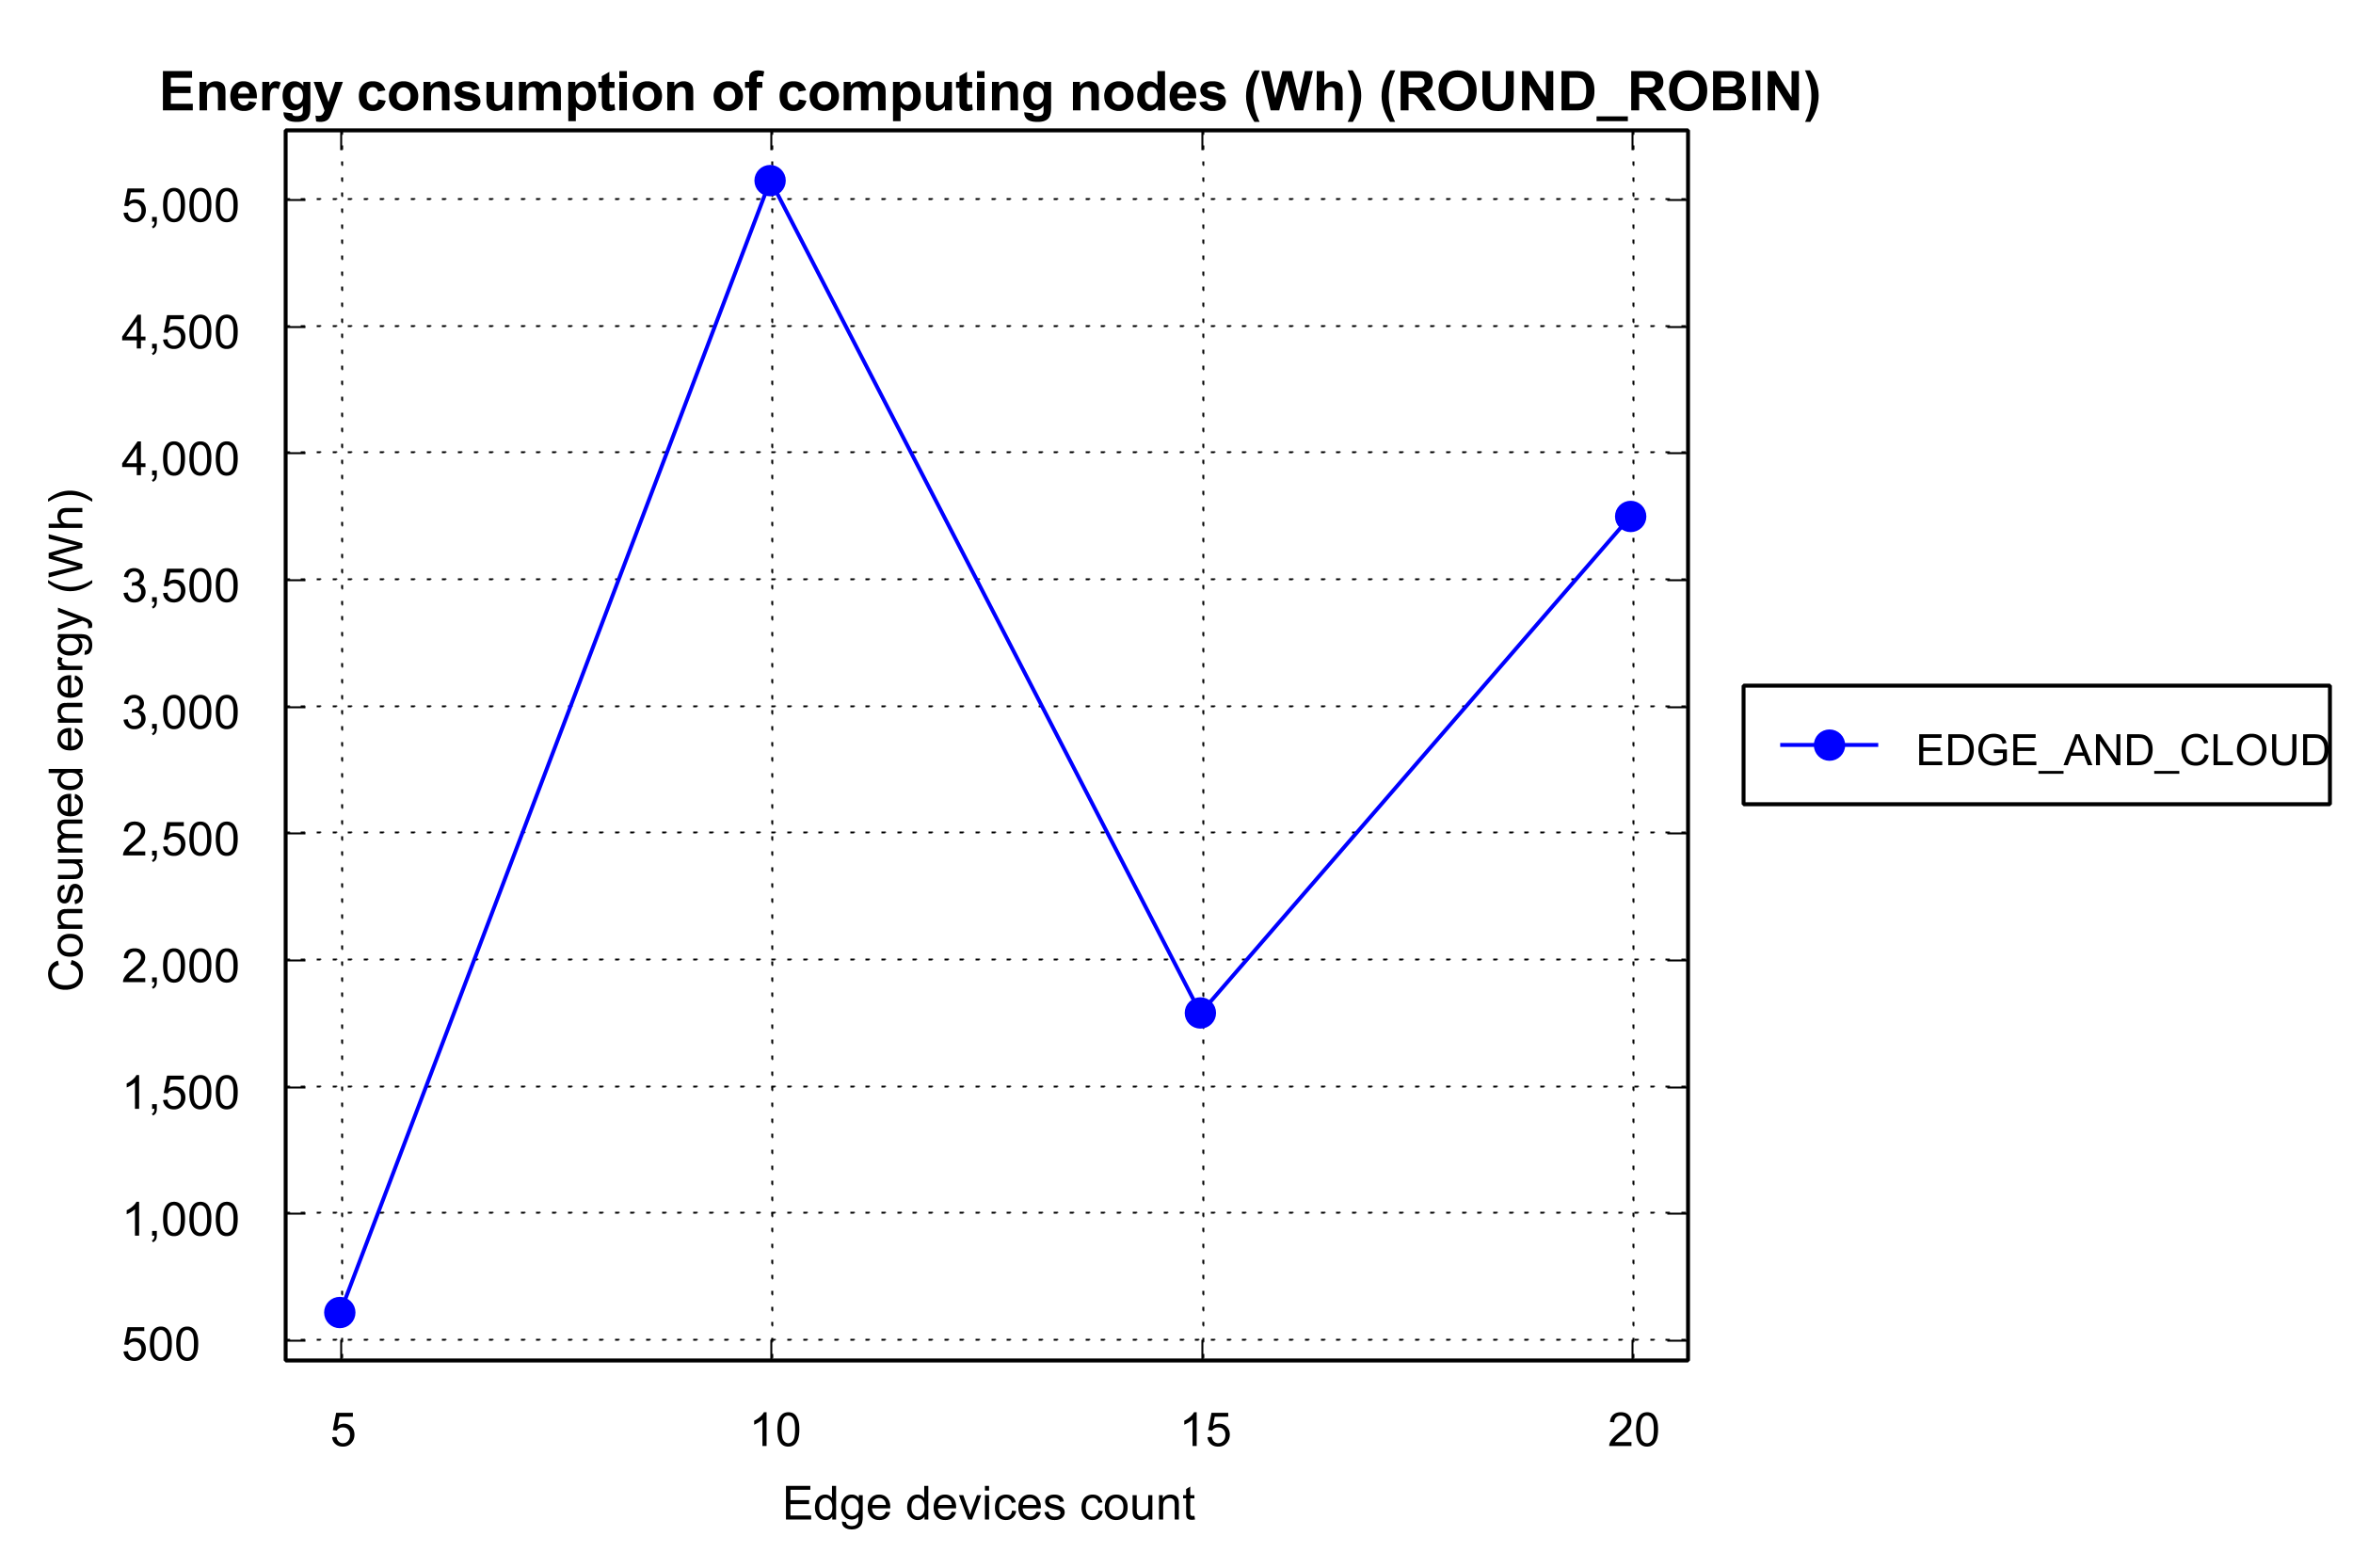 Energy consumption of computing nodes (Wh) (ROUND_ROBIN)
5,000
4,500
4,000
3,500
3,000
2,500
2,000
1,500
1,000
500
Consumed energy (Wh)
5 10 15 20
Edge devices count
EDGE_AND_CLOUD